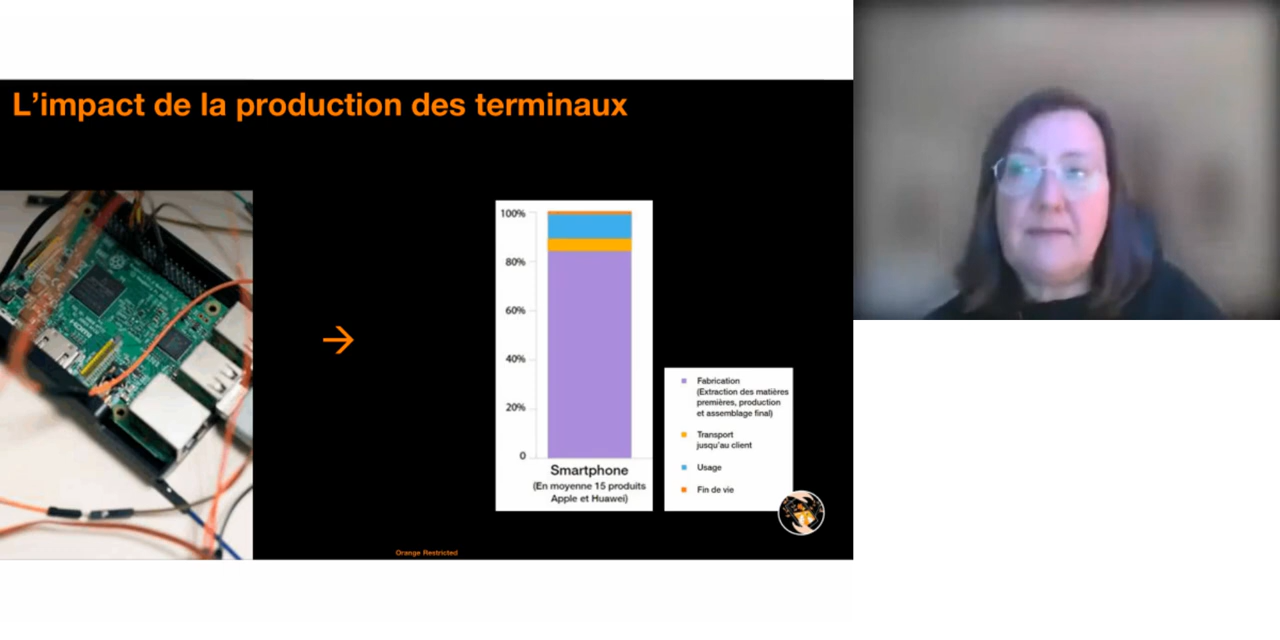 L'impact de la production des terminaux
100%
80%
60%
40%
20%
0
Smartphone
(En moyenne 15 produits
Apple et Huawei)
Fabrication
(Extraction des matières
premières, production
et assemblage final)
Transport
jusqu'au client
Usage
Fin de vie
Orange Restricted